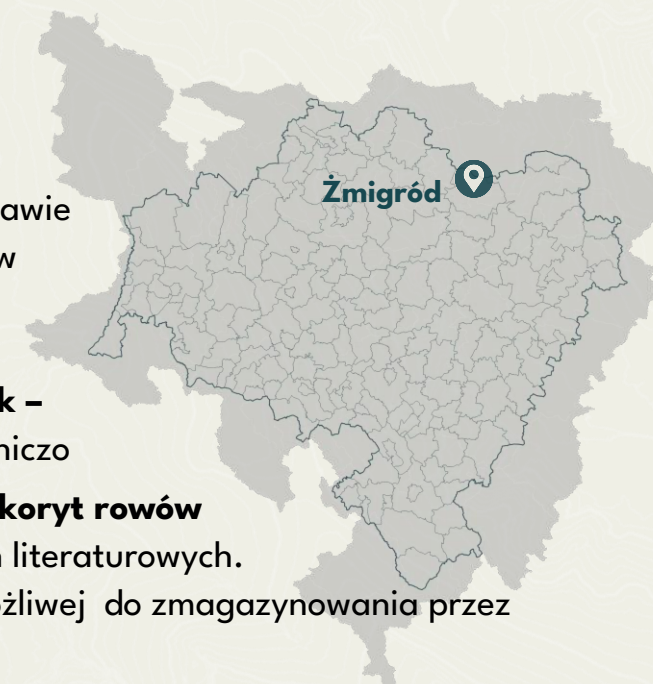 Żmigród
awie
w
k –
niczo
koryt rowów
literaturowych.
żliwej do zmagazynowania przez